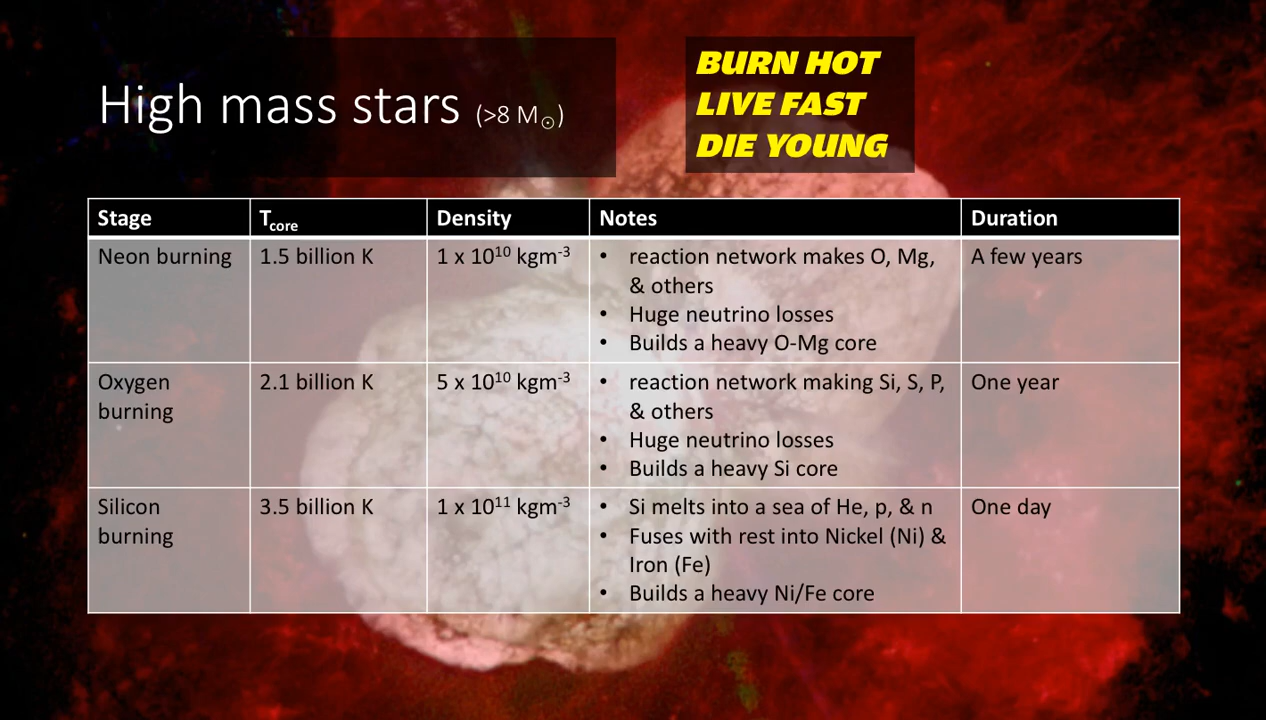 High mass stars (>8 M☉)
BURN HOT
LIVE FAST
DIE YOUNG
Stage T_core Density Notes Duration
Neon burning 1.5 billion K 1 x 10¹⁰ kgm⁻³ • reaction network makes O, Mg, A few years
& others
• Huge neutrino losses
• Builds a heavy O-Mg core
Oxygen 2.1 billion K 5 x 10¹⁰ kgm⁻³ • reaction network making Si, S, P, One year
burning & others
• Huge neutrino losses
• Builds a heavy Si core
Silicon 3.5 billion K 1 x 10¹¹ kgm⁻³ • Si melts into a sea of He, p, & n One day
burning • Fuses with rest into Nickel (Ni) &
Iron (Fe)
• Builds a heavy Ni/Fe core